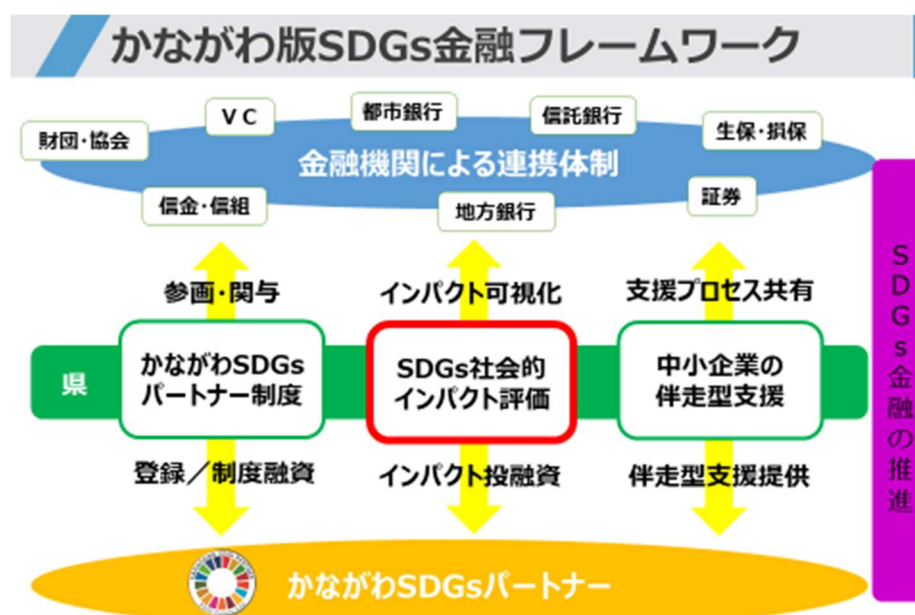 かながわ版SDGs金融フレームワーク
財団・協会
VC
都市銀行
信託銀行
生保・損保
金融機関による連携体制
信金・信組
地方銀行
証券
参画・関与
インパクト可視化
支援プロセス共有
県
かながわSDGs
パートナー制度
SDGs社会的
インパクト評価
中小企業の
伴走型支援
登録／制度融資
インパクト投融資
伴走型支援提供
かながわSDGsパートナー
SDGs金融の推進